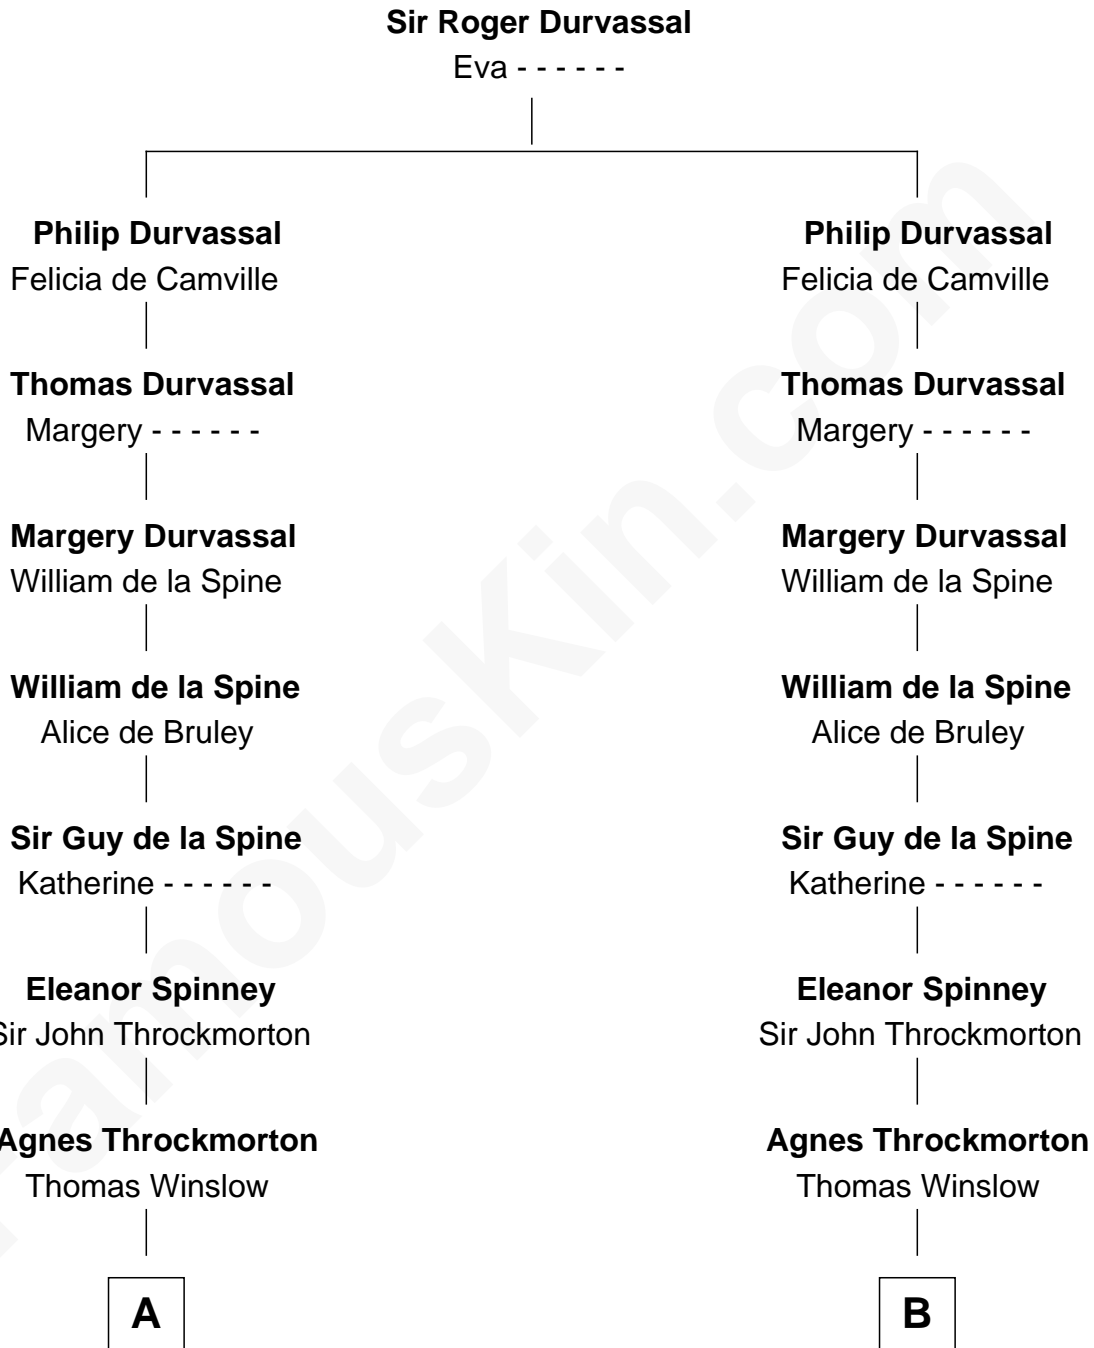 Sir Roger Durvassal
Eva - - - - - -
Philip Durvassal
Felicia de Camville
Thomas Durvassal
Margery - - - - - -
Margery Durvassal
William de la Spine
William de la Spine
Alice de Bruley
Sir Guy de la Spine
Katherine - - - - - -
Eleanor Spinney
Sir John Throckmorton
Agnes Throckmorton
Thomas Winslow
A
Philip Durvassal
Felicia de Camville
Thomas Durvassal
Margery - - - - - -
Margery Durvassal
William de la Spine
William de la Spine
Alice de Bruley
Sir Guy de la Spine
Katherine - - - - - -
Eleanor Spinney
Sir John Throckmorton
Agnes Throckmorton
Thomas Winslow
B
FamousKin.com